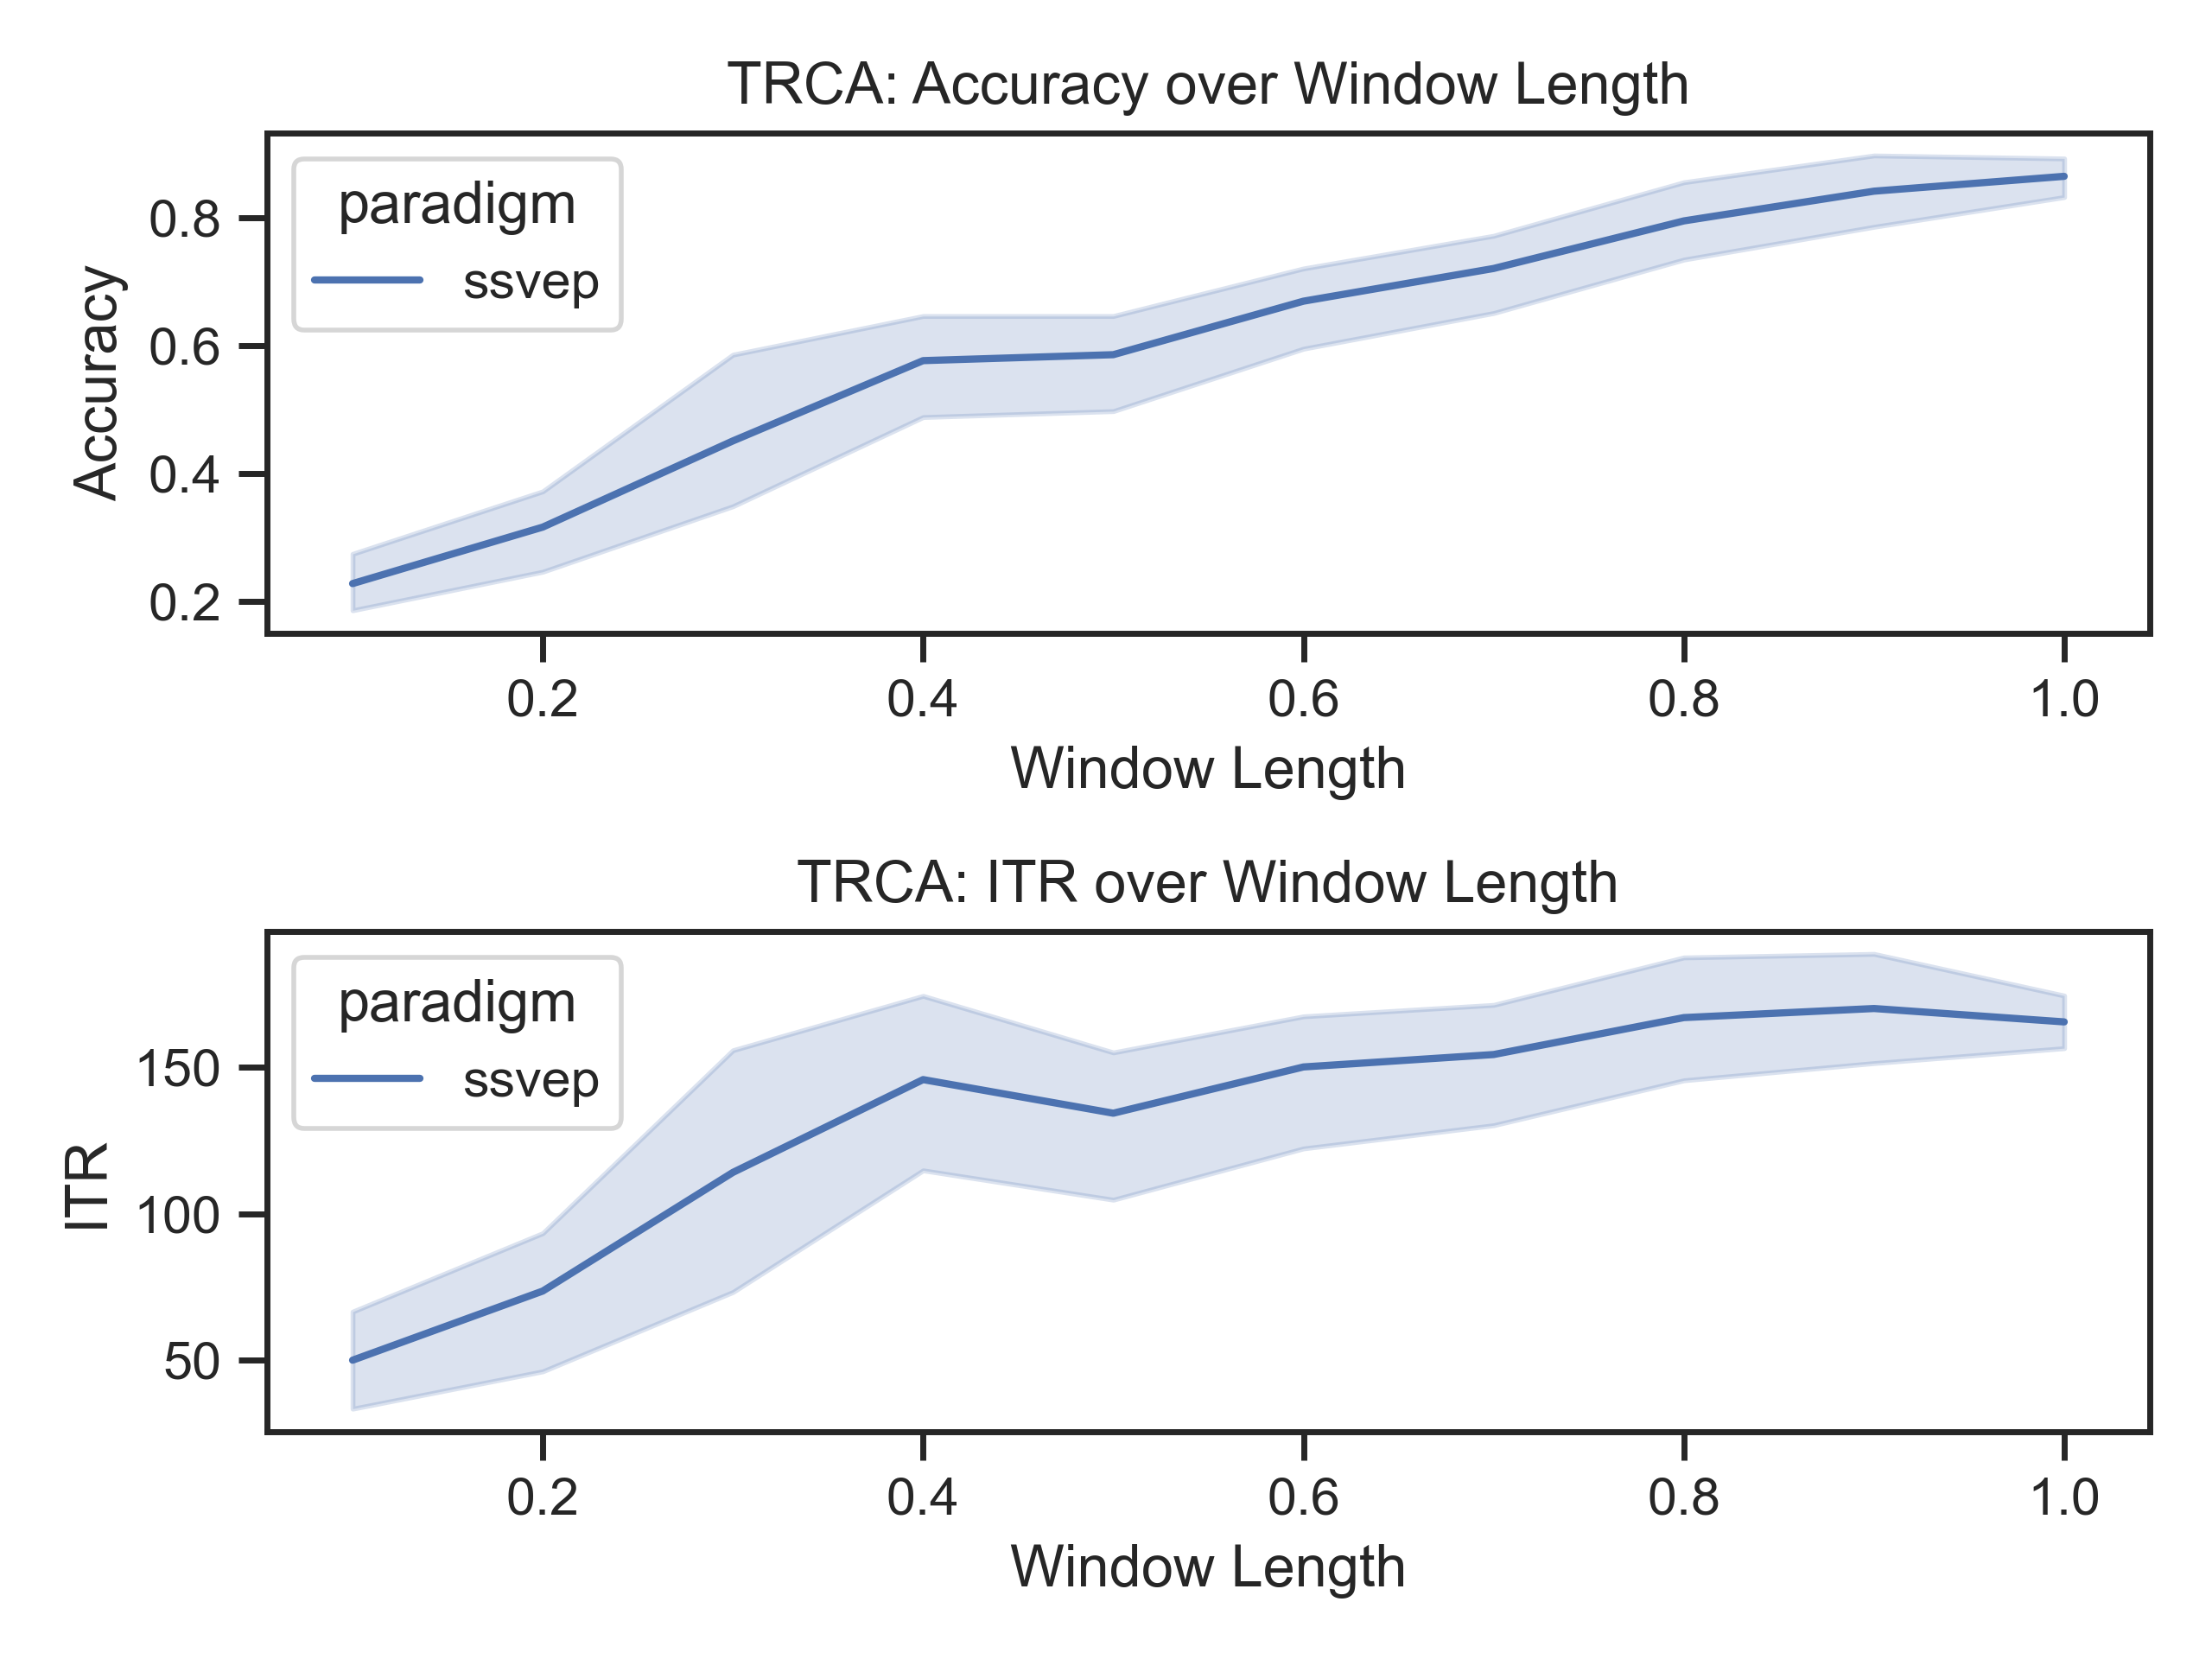 TRCA: Accuracy over Window Length
paradigm
ssvep
Accuracy
0.8
0.6
0.4
0.2
0.2 0.4 0.6 0.8 1.0
Window Length
TRCA: ITR over Window Length
paradigm
ssvep
ITR
150
100
50
0.2 0.4 0.6 0.8 1.0
Window Length